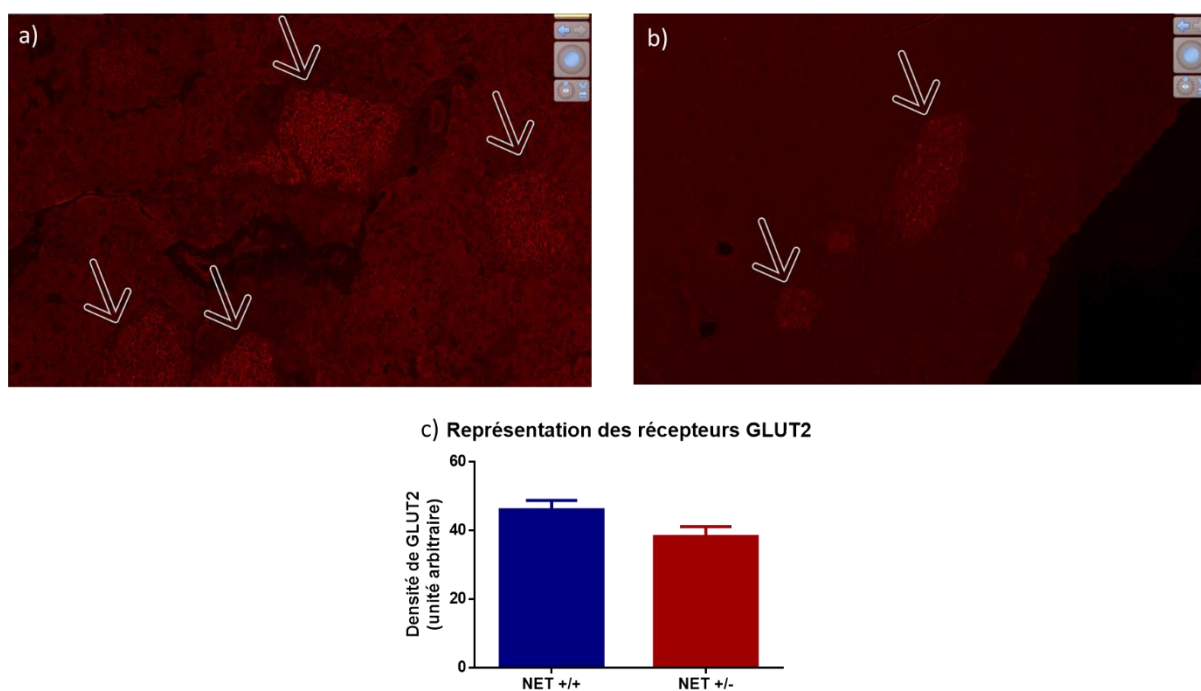 a)
b)
c) Représentation des récepteurs GLUT2
Densité de GLUT2
(unité arbitraire)
60
40
20
0
NET +/+
NET +/-